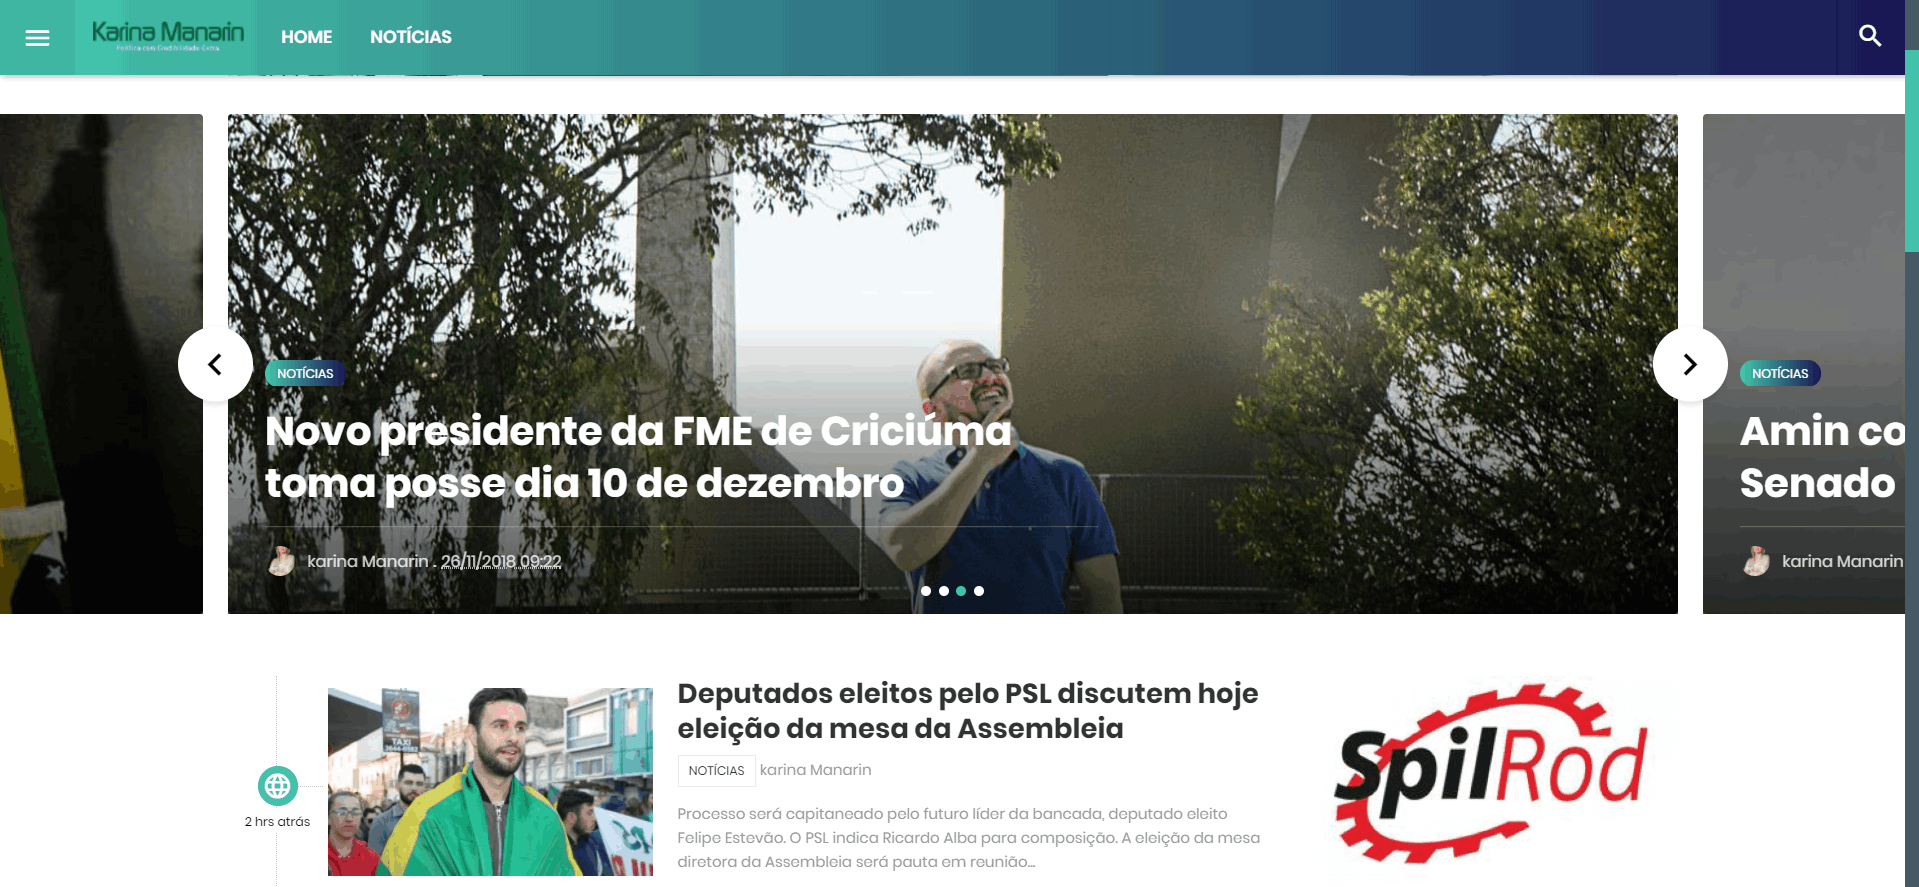 Karina Manarin
Política com Credibilidade Extra.
HOME
NOTÍCIAS
NOTÍCIAS
Novo presidente da FME de Criciúma
toma posse dia 10 de dezembro
karina Manarin - 26/11/2018 09:22
NOTÍCIAS
Amin co
Senado
karina Manarin
TAXI
Deputados eleitos pelo PSL discutem hoje
eleição da mesa da Assembleia
NOTÍCIAS karina Manarin
2 hrs atrás
Processo será capitaneado pelo futuro líder da bancada, deputado eleito
Felipe Estevão. O PSL indica Ricardo Alba para composição. A eleição da mesa
diretora da Assembleia será pauta em reunião...
SpilRod